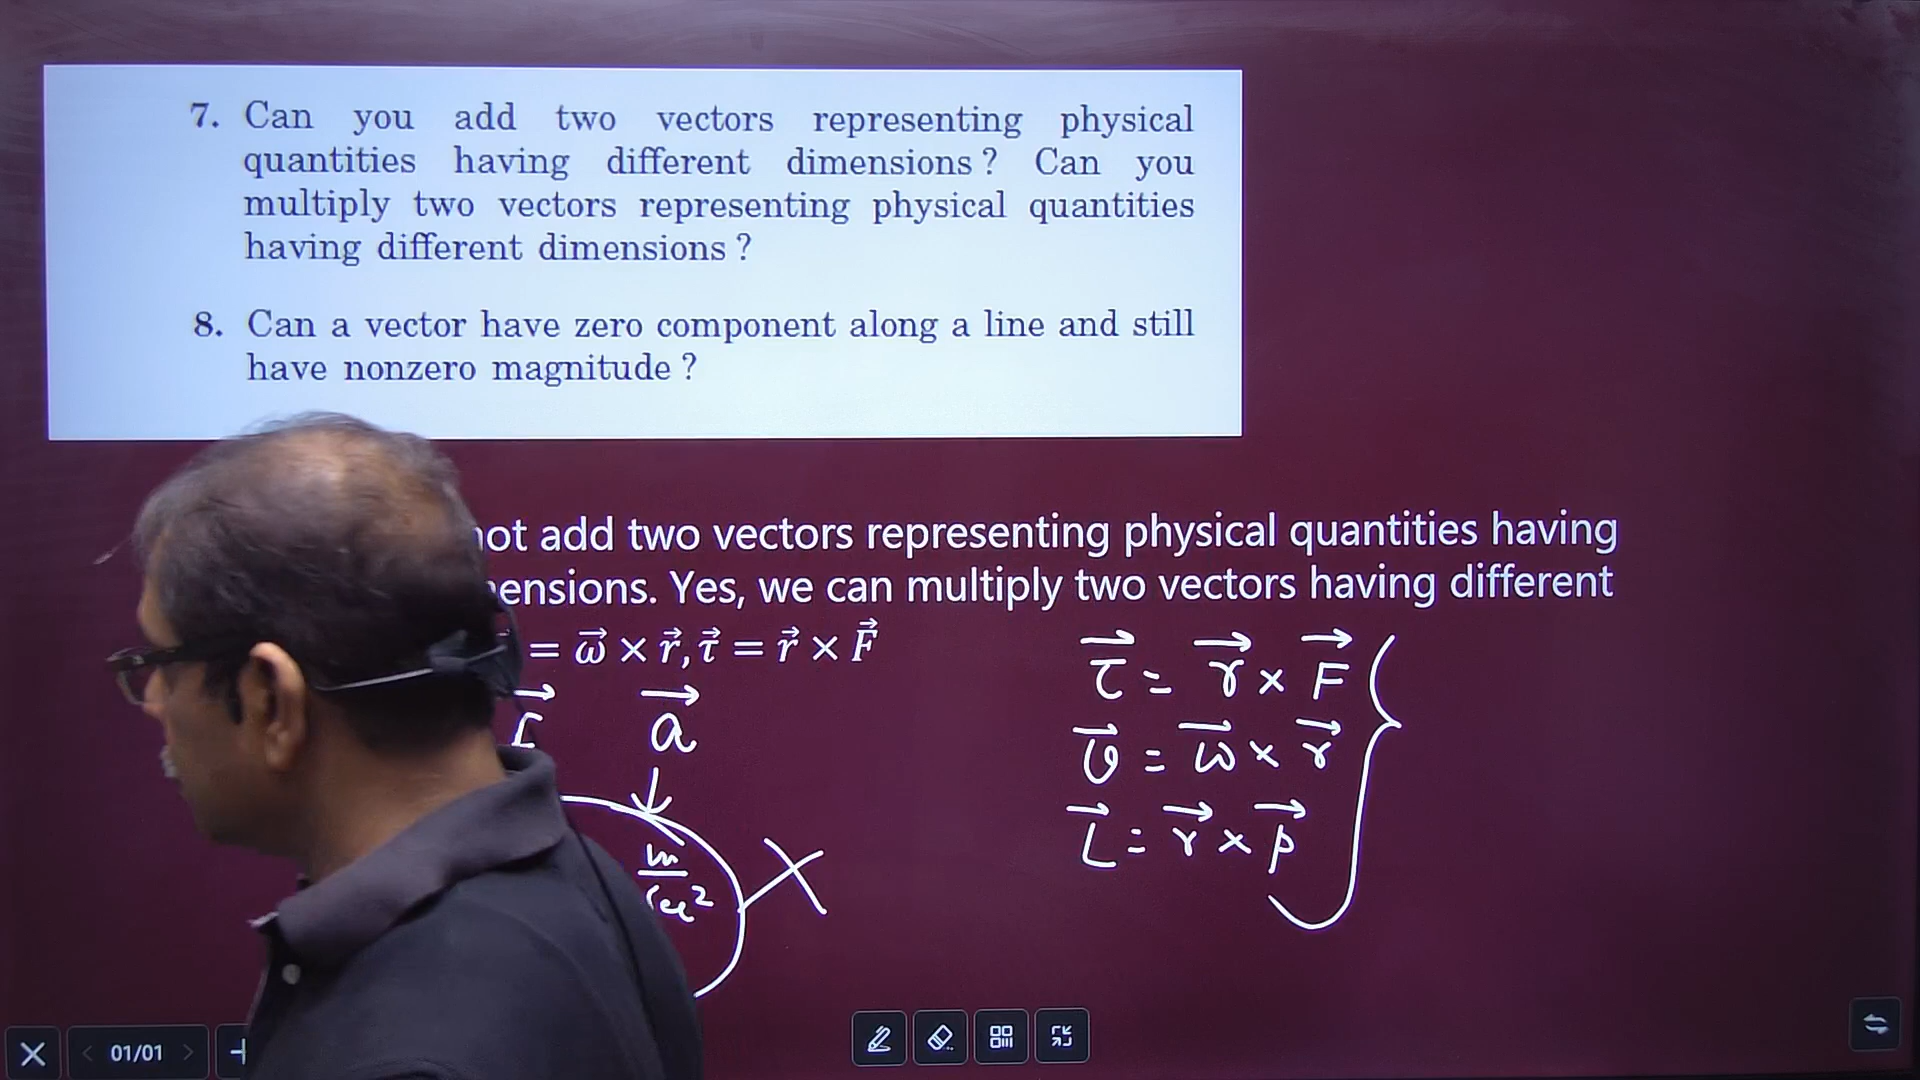 7. Can you add two vectors representing physical
quantities having different dimensions ? Can you
multiply two vectors representing physical quantities
having different dimensions ?
8. Can a vector have zero component along a line and still
have nonzero magnitude ?
not add two vectors representing physical quantities having
ensions. Yes, we can multiply two vectors having different
= ω⃗ × r⃗, τ⃗ = r⃗ × F⃗
τ⃗ = r⃗ × F⃗
a⃗
v⃗ = ω⃗ × r⃗
L⃗ = r⃗ × p⃗
m
01/01